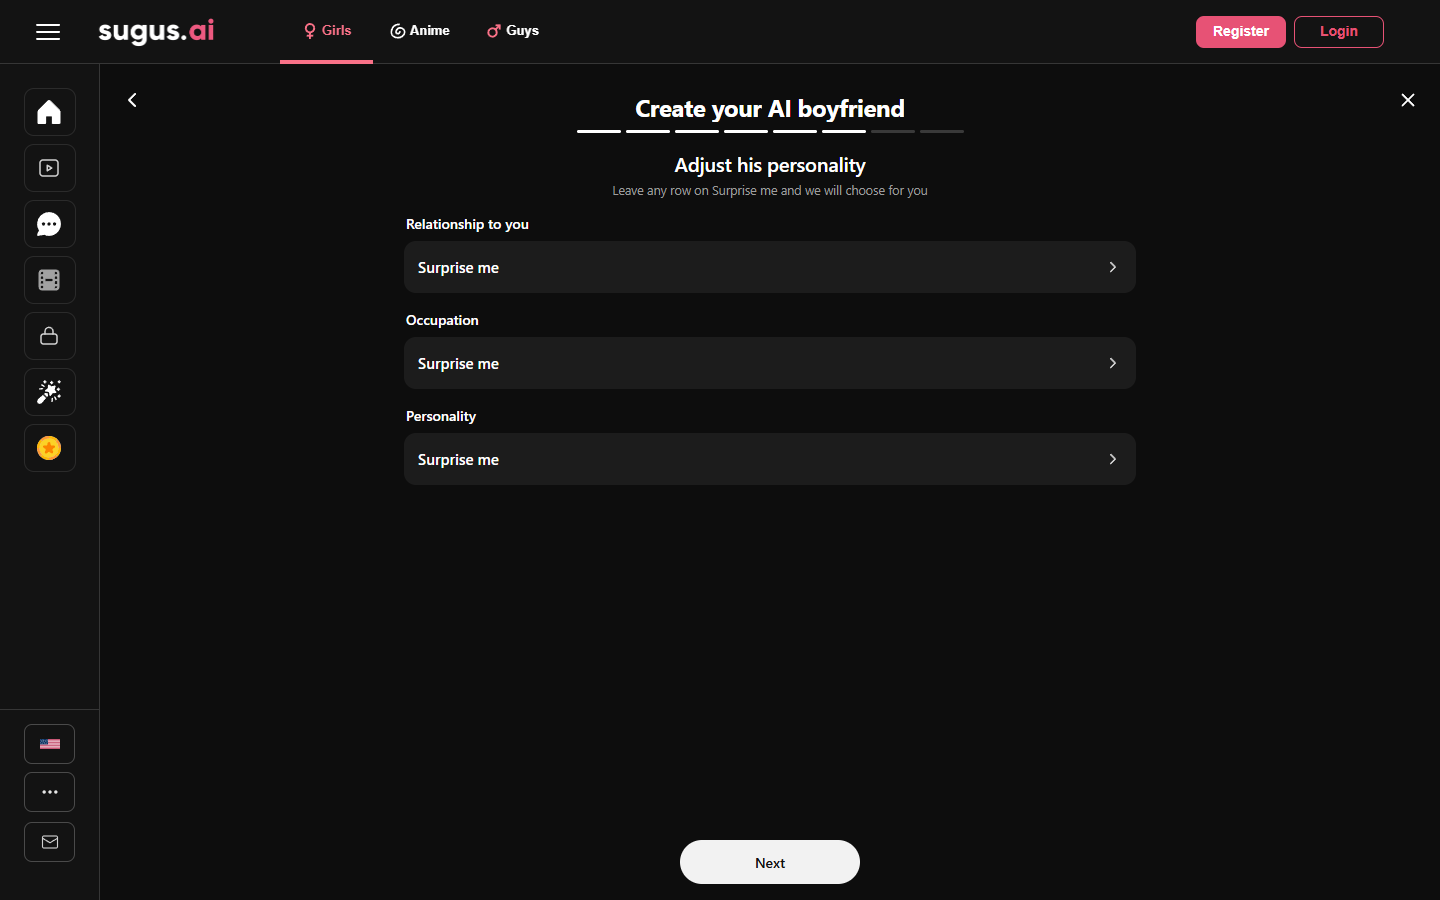 sugus.ai
Girls
Anime
Guys
Register
Login
Create your AI boyfriend
Adjust his personality
Leave any row on Surprise me and we will choose for you
Relationship to you
Surprise me
Occupation
Surprise me
Personality
Surprise me
Next